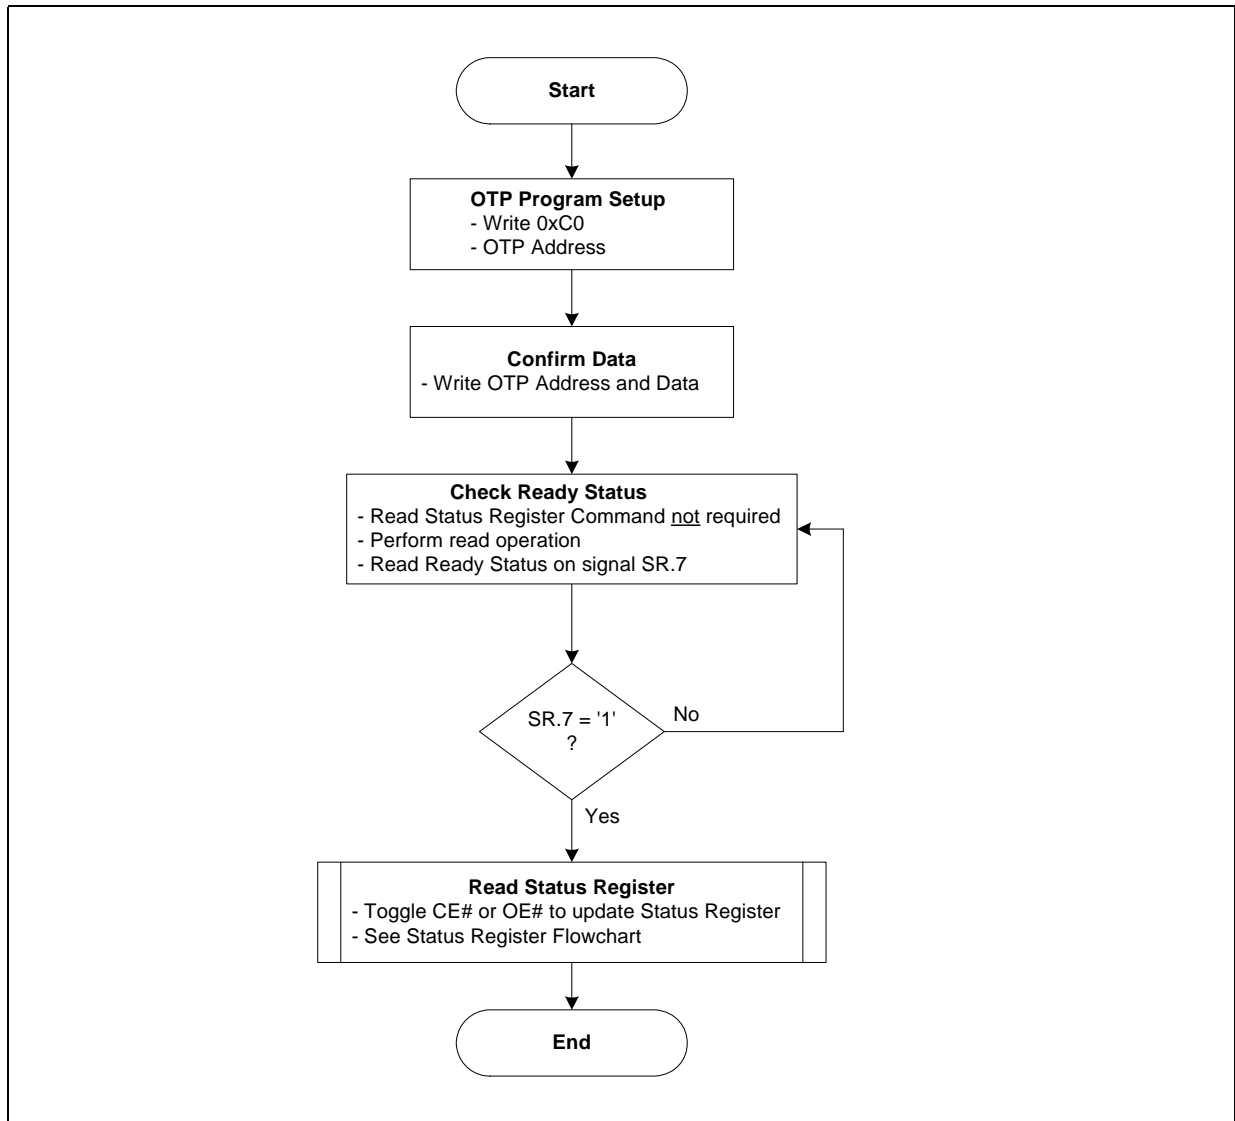 Start
OTP Program Setup
- Write 0xC0
- OTP Address
Confirm Data
- Write OTP Address and Data
Check Ready Status
- Read Status Register Command not required
- Perform read operation
- Read Ready Status on signal SR.7
SR.7 = '1'
?
No
Yes
Read Status Register
- Toggle CE# or OE# to update Status Register
- See Status Register Flowchart
End